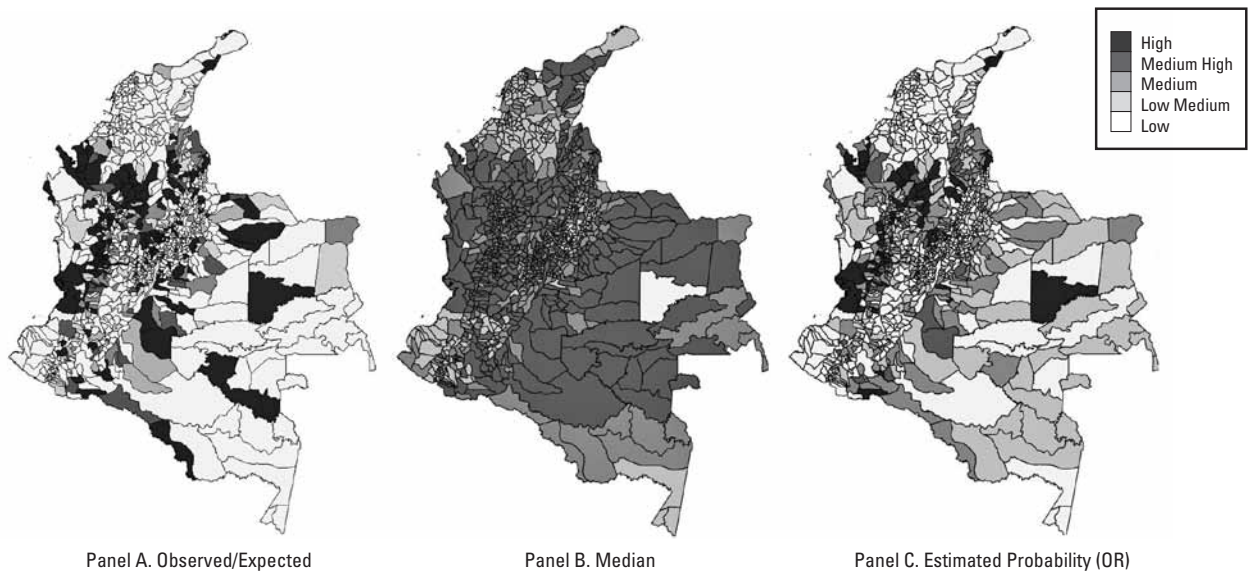 High
Medium High
Medium
Low Medium
Low
Panel A. Observed/Expected
Panel B. Median
Panel C. Estimated Probability (OR)